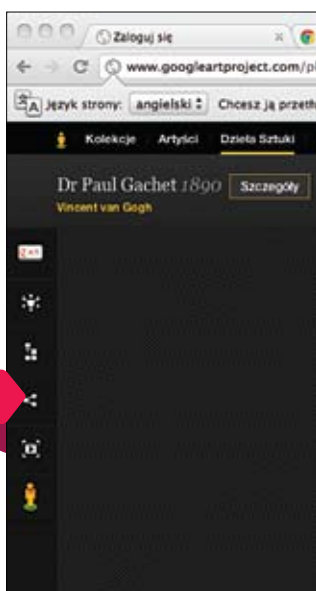 Zaloguj się
www.googleartproject.com/pl
Język strony: angielski Chcesz ją przetł
Kolekcje Artyści Dzieła Sztuki
Dr Paul Gachet 1890 Szczegóły
Vincent van Gogh